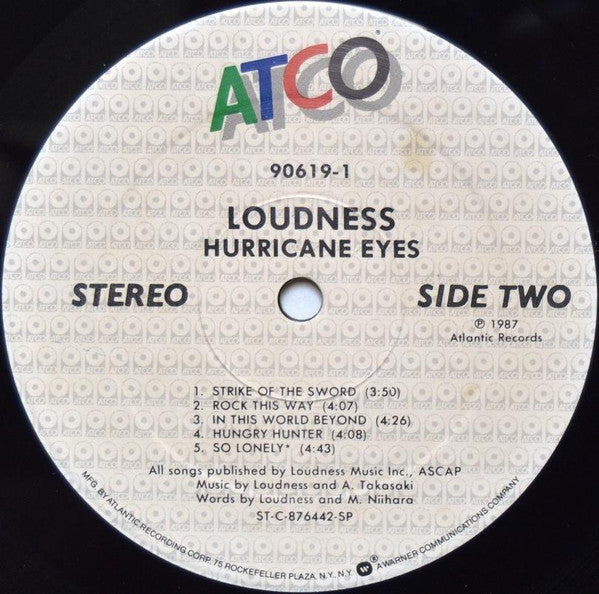 ATCO
90619-1
LOUDNESS
HURRICANE EYES
STEREO
SIDE TWO
℗ 1987
Atlantic Records
1. STRIKE OF THE SWORD (3:50)
2. ROCK THIS WAY (4:07)
3. IN THIS WORLD BEYOND (4:26)
4. HUNGRY HUNTER (4:08)
5. SO LONELY* (4:43)
All songs published by Loudness Music Inc., ASCAP
Music by Loudness and A. Takasaki
Words by Loudness and M. Niihara
ST-C-876442-SP
MFG. BY ATLANTIC RECORDING CORP. 75 ROCKEFELLER PLAZA, N.Y., N.Y. ® A WARNER COMMUNICATIONS COMPANY